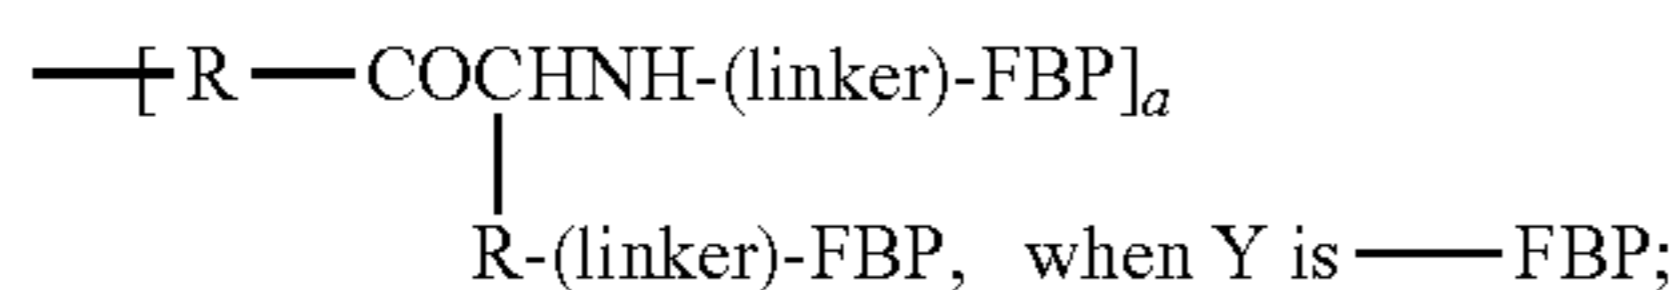 —[R—COCHNH-(linker)-FBP]a
R-(linker)-FBP, when Y is —FBP;